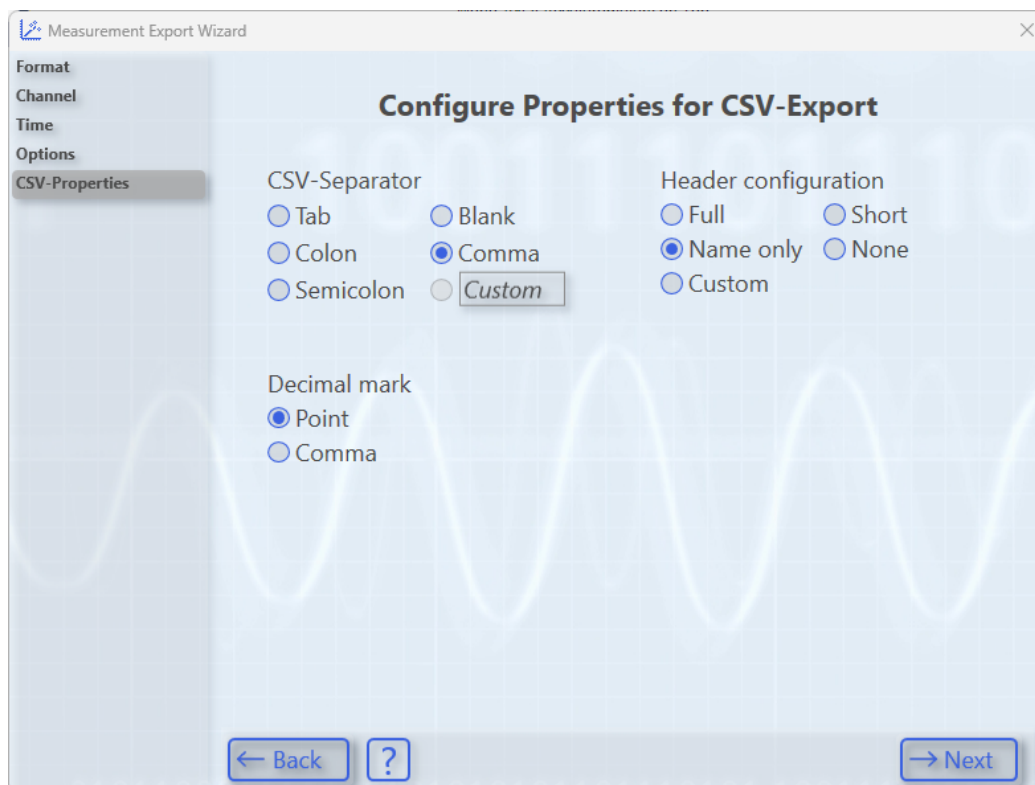 Measurement Export Wizard
Format
Channel
Time
Options
CSV-Properties
Configure Properties for CSV-Export
CSV-Separator
Tab
Blank
Colon
Comma
Semicolon
Custom
Header configuration
Full
Short
Name only
None
Custom
Decimal mark
Point
Comma
← Back
?
→ Next